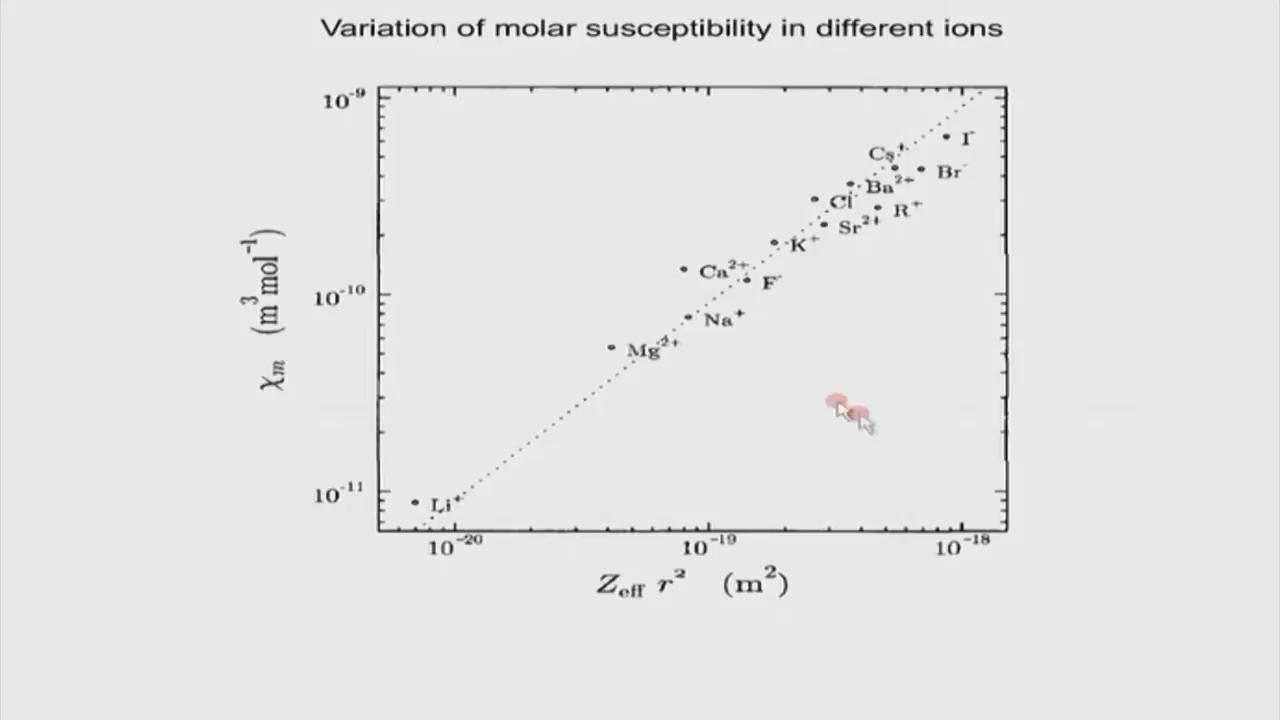 Variation of molar susceptibility in different ions
10⁻⁹
10⁻¹⁰
10⁻¹¹
χₘ (m³ mol⁻¹)
I⁻
Cs⁺
Br⁻
Ba²⁺
Cl⁻
R⁺
Sr²⁺
K⁺
Ca²⁺
F⁻
Na⁺
Mg²⁺
Li⁺
10⁻²⁰ 10⁻¹⁹ 10⁻¹⁸
Z_eff r² (m²)